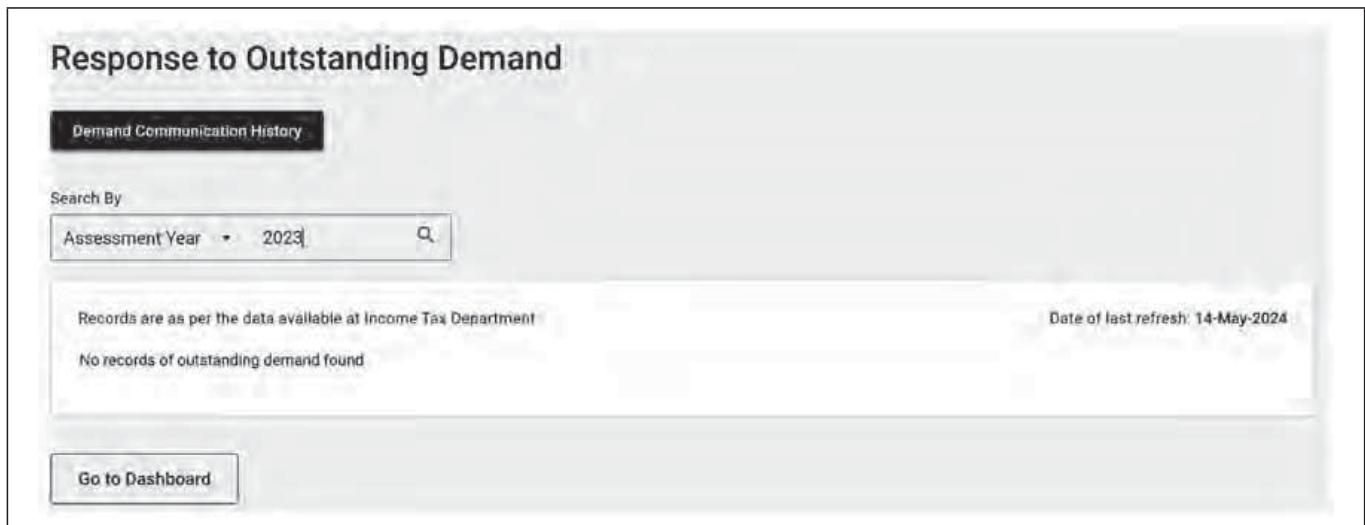 Response to Outstanding Demand
Demand Communication History
Search By
Assessment Year 2023
Records are as per the data available at Income Tax Department Date of last refresh: 14-May-2024
No records of outstanding demand found
Go to Dashboard